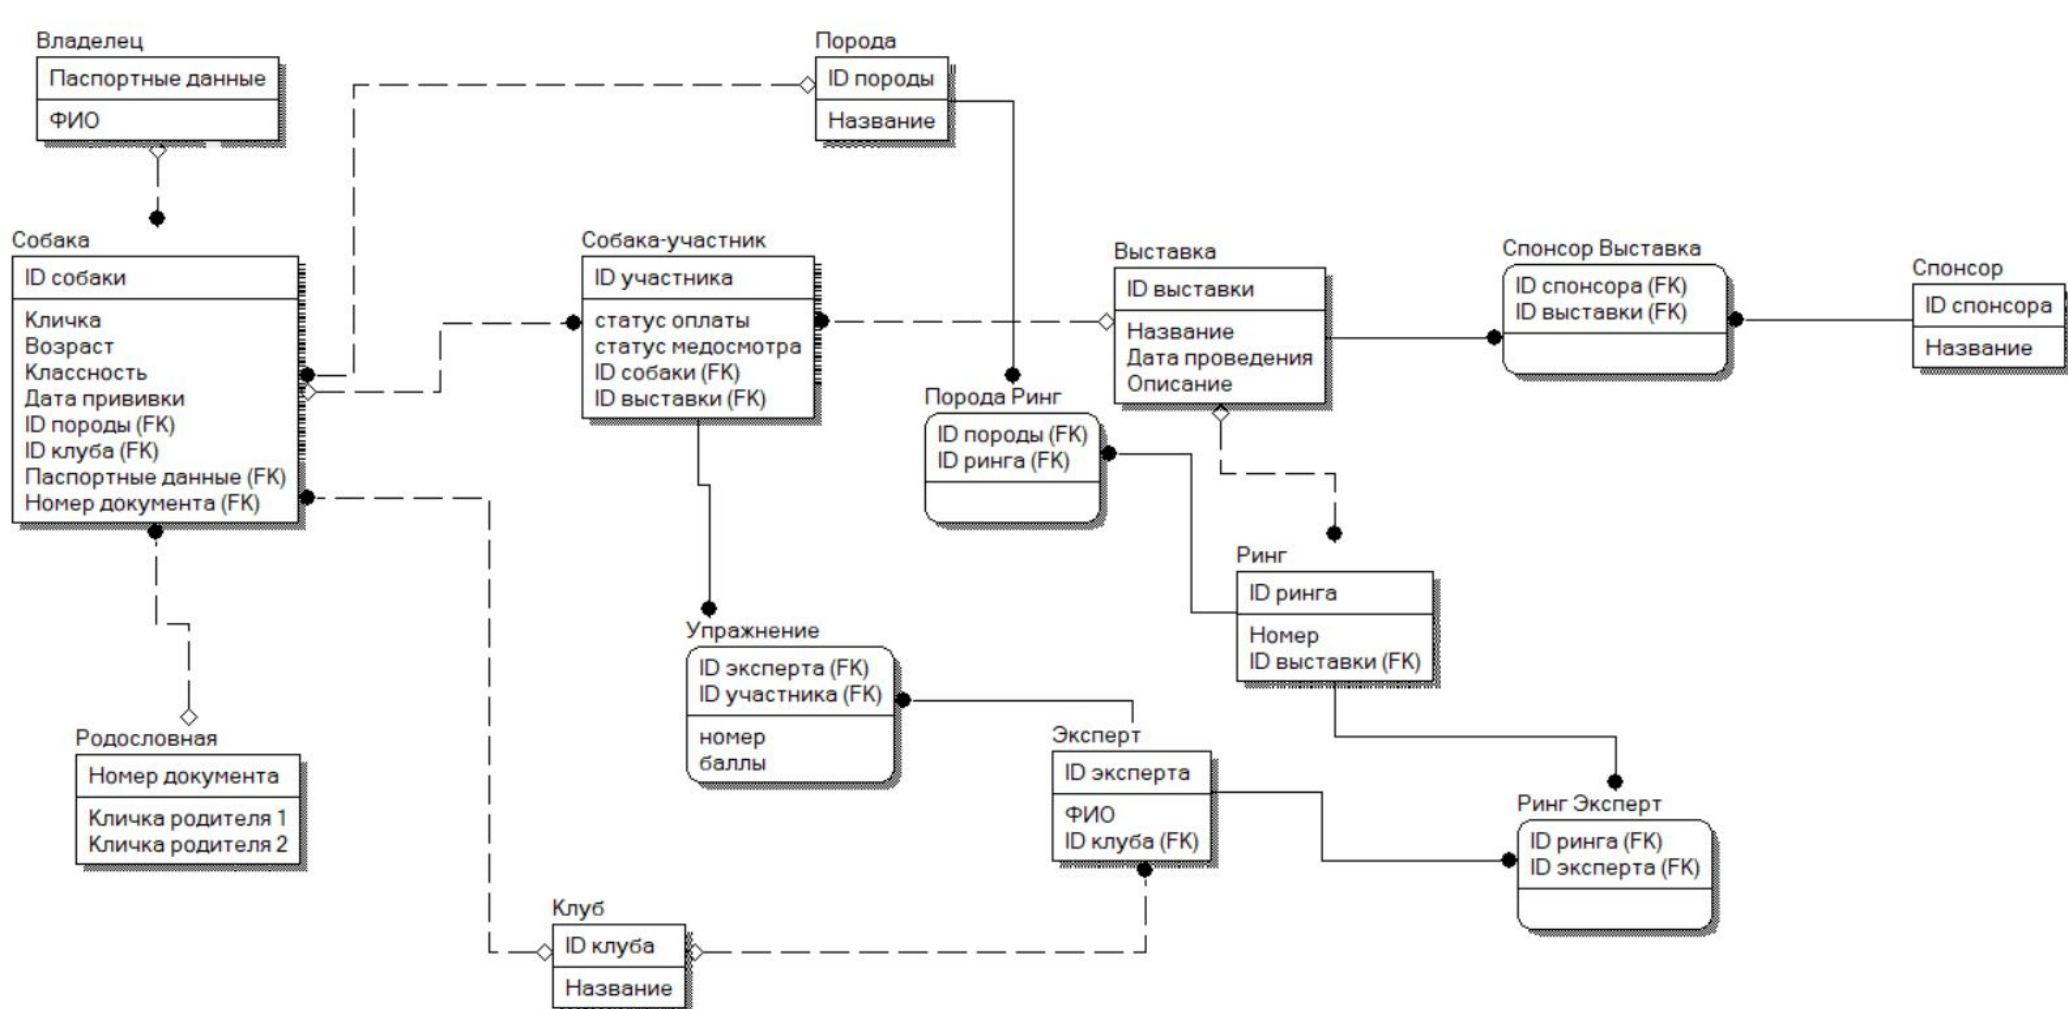 Владелец
Паспортные данные
ФИО
Порода
ID породы
Название
Собака
ID собаки
Кличка
Возраст
Классность
Дата прививки
ID породы (FK)
ID клуба (FK)
Паспортные данные (FK)
Номер документа (FK)
Собака-участник
ID участника
статус оплаты
статус медосмотра
ID собаки (FK)
ID выставки (FK)
Выставка
ID выставки
Название
Дата проведения
Описание
Спонсор Выставка
ID спонсора (FK)
ID выставки (FK)
Спонсор
ID спонсора
Название
Порода Ринг
ID породы (FK)
ID ринга (FK)
Ринг
ID ринга
Номер
ID выставки (FK)
Упражнение
ID эксперта (FK)
ID участника (FK)
номер
баллы
Родословная
Номер документа
Кличка родителя 1
Кличка родителя 2
Эксперт
ID эксперта
ФИО
ID клуба (FK)
Ринг Эксперт
ID ринга (FK)
ID эксперта (FK)
Клуб
ID клуба
Название